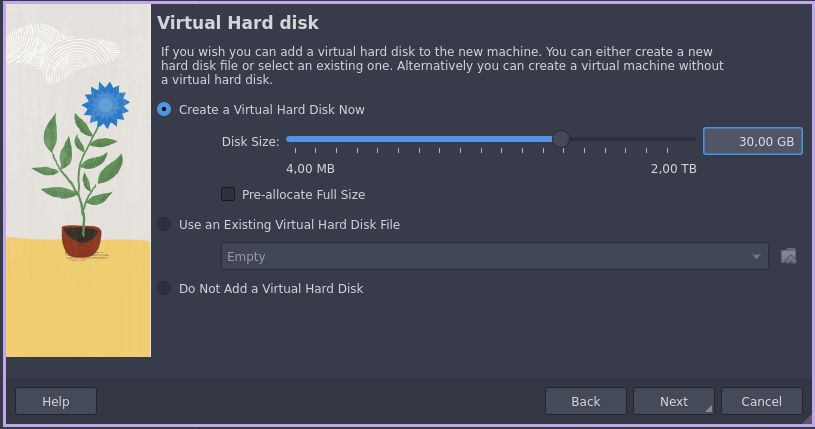 Virtual Hard disk
If you wish you can add a virtual hard disk to the new machine. You can either create a new
hard disk file or select an existing one. Alternatively you can create a virtual machine without
a virtual hard disk.
Create a Virtual Hard Disk Now
Disk Size:
30,00 GB
4,00 MB
2,00 TB
Pre-allocate Full Size
Use an Existing Virtual Hard Disk File
Empty
Do Not Add a Virtual Hard Disk
Help
Back
Next
Cancel